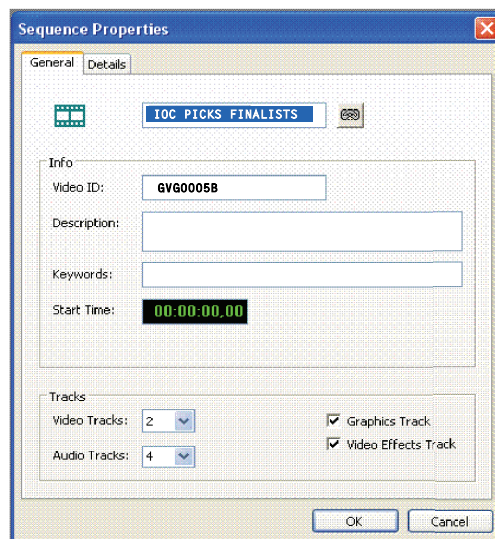 Sequence Properties
General Details
IOC PICKS FINALISTS
Info
Video ID: GVG0005B
Description:
Keywords:
Start Time: 00:00:00,00
Tracks
Video Tracks: 2
Graphics Track
Video Effects Track
Audio Tracks: 4
OK Cancel